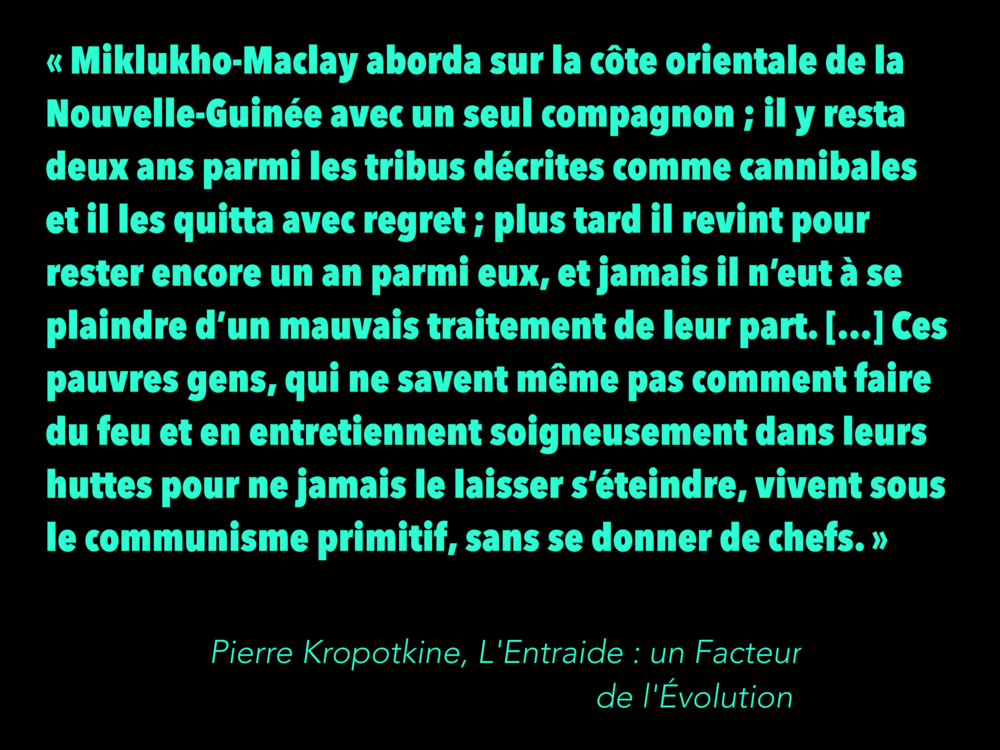 « Miklukho-Maclay aborda sur la côte orientale de la
Nouvelle-Guinée avec un seul compagnon ; il y resta
deux ans parmi les tribus décrites comme cannibales
et il les quitta avec regret ; plus tard il revint pour
rester encore un an parmi eux, et jamais il n’eut à se
plaindre d’un mauvais traitement de leur part. [...] Ces
pauvres gens, qui ne savent même pas comment faire
du feu et en entretiennent soigneusement dans leurs
huttes pour ne jamais le laisser s’éteindre, vivent sous
le communisme primitif, sans se donner de chefs. »
Pierre Kropotkine, L'Entraide : un Facteur
de l'Évolution